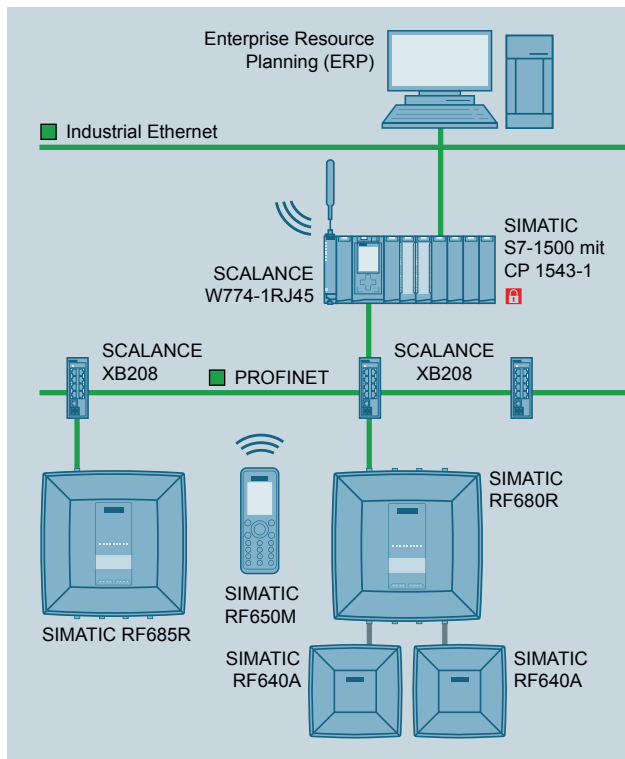 Enterprise Resource
Planning (ERP)
Industrial Ethernet
SIMATIC
S7-1500 mit
CP 1543-1
SCALANCE
W774-1RJ45
SCALANCE
XB208
PROFINET
SCALANCE
XB208
SIMATIC
RF680R
SIMATIC
RF650M
SIMATIC RF685R
SIMATIC
RF640A
SIMATIC
RF640A